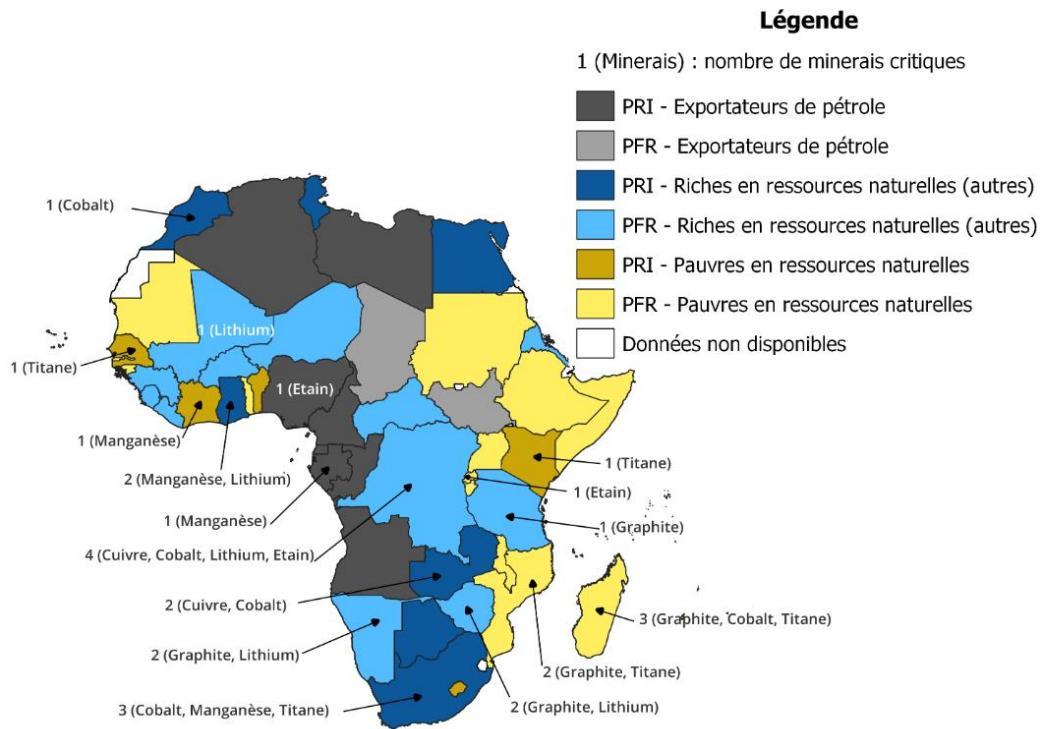 Légende
1 (Minerais) : nombre de minerais critiques
PRI - Exportateurs de pétrole
PFR - Exportateurs de pétrole
PRI - Riches en ressources naturelles (autres)
PFR - Riches en ressources naturelles (autres)
PRI - Pauvres en ressources naturelles
PFR - Pauvres en ressources naturelles
Données non disponibles
1 (Cobalt)
1 (Lithium)
1 (Titane)
1 (Etain)
1 (Manganèse)
2 (Manganèse, Lithium)
1 (Titane)
1 (Etain)
1 (Manganèse)
1 (Graphite)
4 (Cuivre, Cobalt, Lithium, Etain)
2 (Cuivre, Cobalt)
3 (Graphite, Cobalt, Titane)
2 (Graphite, Lithium)
2 (Graphite, Titane)
3 (Cobalt, Manganèse, Titane)
2 (Graphite, Lithium)